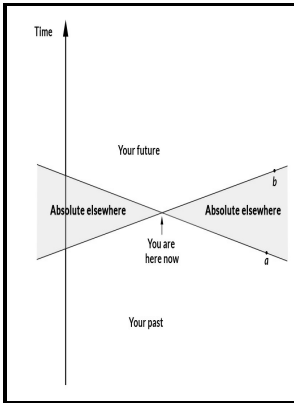 Time
Your future
b
Absolute elsewhere
Absolute elsewhere
You are
here now
a
Your past